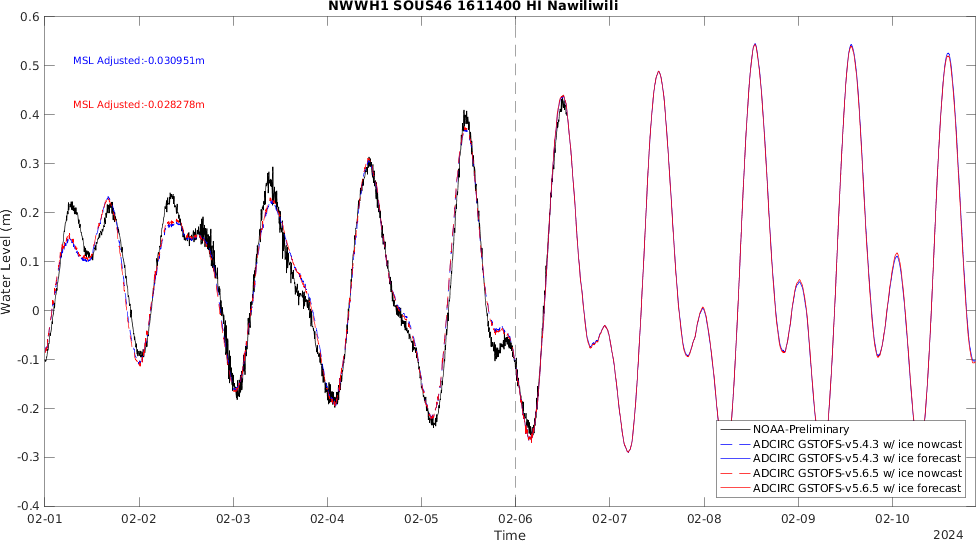 NWWH1 SOUS46 1611400 HI Nawiliwili
0.6
0.5
0.4
0.3
0.2
0.1
0
-0.1
-0.2
-0.3
-0.4
Water Level (m)
MSL Adjusted:-0.030951m
MSL Adjusted:-0.028278m
NOAA-Preliminary
ADCIRC GSTOFS-v5.4.3 w/ ice nowcast
ADCIRC GSTOFS-v5.4.3 w/ ice forecast
ADCIRC GSTOFS-v5.6.5 w/ ice nowcast
ADCIRC GSTOFS-v5.6.5 w/ ice forecast
02-01 02-02 02-03 02-04 02-05 02-06 02-07 02-08 02-09 02-10
Time
2024